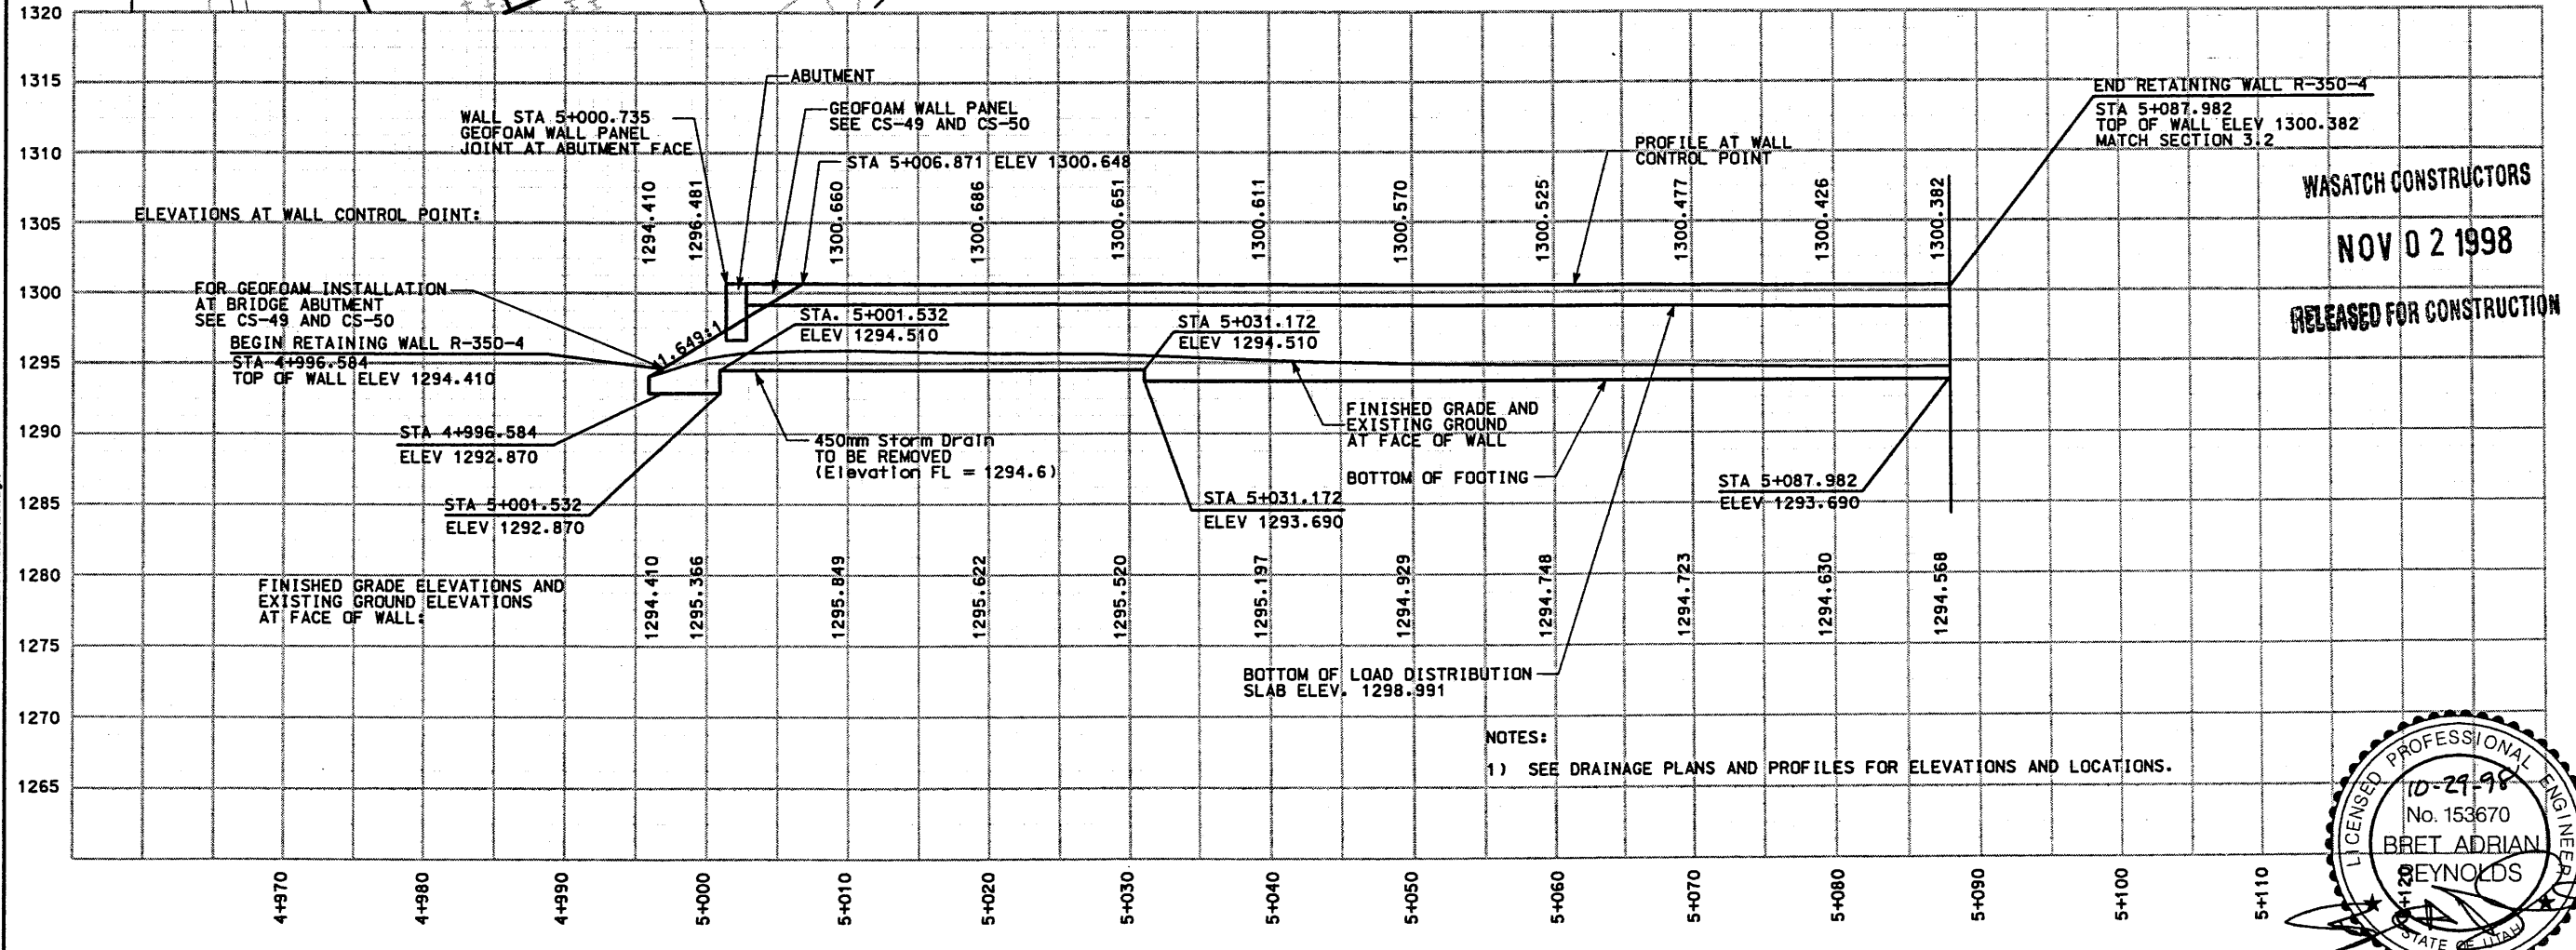 1320
1315
1310
1305
1300
1295
1290
1285
1280
1275
1270
1265
ABUTMENT
GEOFOAM WALL PANEL
SEE CS-49 AND CS-50
WALL STA 5+000.735
GEOFOAM WALL PANEL
JOINT AT ABUTMENT FACE
STA 5+006.871 ELEV 1300.648
PROFILE AT WALL
CONTROL POINT
END RETAINING WALL R-350-4
STA 5+087.982
TOP OF WALL ELEV 1300.382
MATCH SECTION 3.2
WASATCH CONSTRUCTORS
NOV 02 1998
RELEASED FOR CONSTRUCTION
ELEVATIONS AT WALL CONTROL POINT:
1294.410
1296.481
1300.660
1300.686
1300.651
1300.611
1300.570
1300.525
1300.477
1300.426
1300.382
FOR GEOFOAM INSTALLATION
AT BRIDGE ABUTMENT
SEE CS-49 AND CS-50
BEGIN RETAINING WALL R-350-4
STA 4+996.584
TOP OF WALL ELEV 1294.410
1.649:1
STA. 5+001.532
ELEV 1294.510
STA 5+031.172
ELEV 1294.510
STA 4+996.584
ELEV 1292.870
450mm Storm Drain
TO BE REMOVED
(Elevation FL = 1294.6)
FINISHED GRADE AND
EXISTING GROUND
AT FACE OF WALL
BOTTOM OF FOOTING
STA 5+001.532
ELEV 1292.870
STA 5+031.172
ELEV 1293.690
STA 5+087.982
ELEV 1293.690
FINISHED GRADE ELEVATIONS AND
EXISTING GROUND ELEVATIONS
AT FACE OF WALL:
1294.410
1295.366
1295.849
1295.622
1295.520
1295.197
1294.929
1294.748
1294.723
1294.630
1294.568
BOTTOM OF LOAD DISTRIBUTION
SLAB ELEV. 1298.991
NOTES:
1) SEE DRAINAGE PLANS AND PROFILES FOR ELEVATIONS AND LOCATIONS.
4+970
4+980
4+990
5+000
5+010
5+020
5+030
5+040
5+050
5+060
5+070
5+080
5+090
5+100
5+110
5+120
LICENSED PROFESSIONAL ENGINEER
10-29-98
No. 153670
BRET ADRIAN
REYNOLDS
STATE OF UTAH